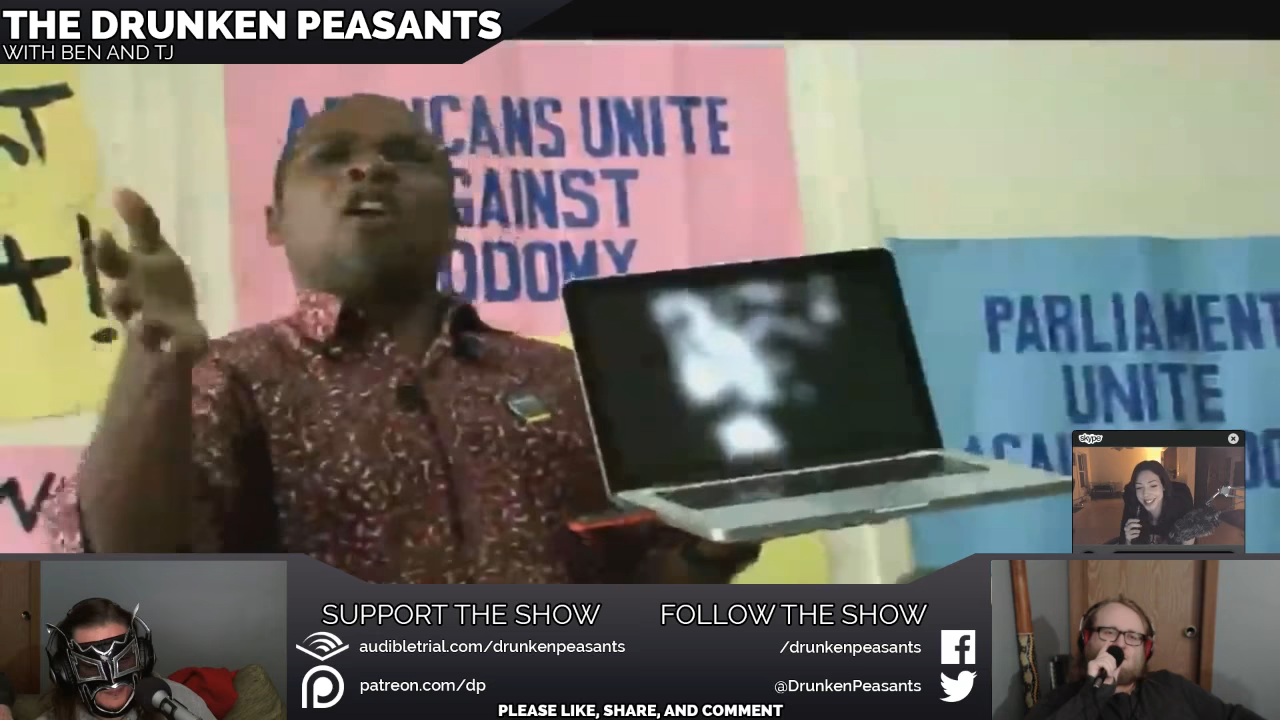 THE DRUNKEN PEASANTS
WITH BEN AND TJ
CANS UNITE
GAINST
ODOMY
PARLIAMENT
UNITE
skype
SUPPORT THE SHOW
audibletrial.com/drunkenpeasants
patreon.com/dp
FOLLOW THE SHOW
/drunkenpeasants
@DrunkenPeasants
PLEASE LIKE, SHARE, AND COMMENT